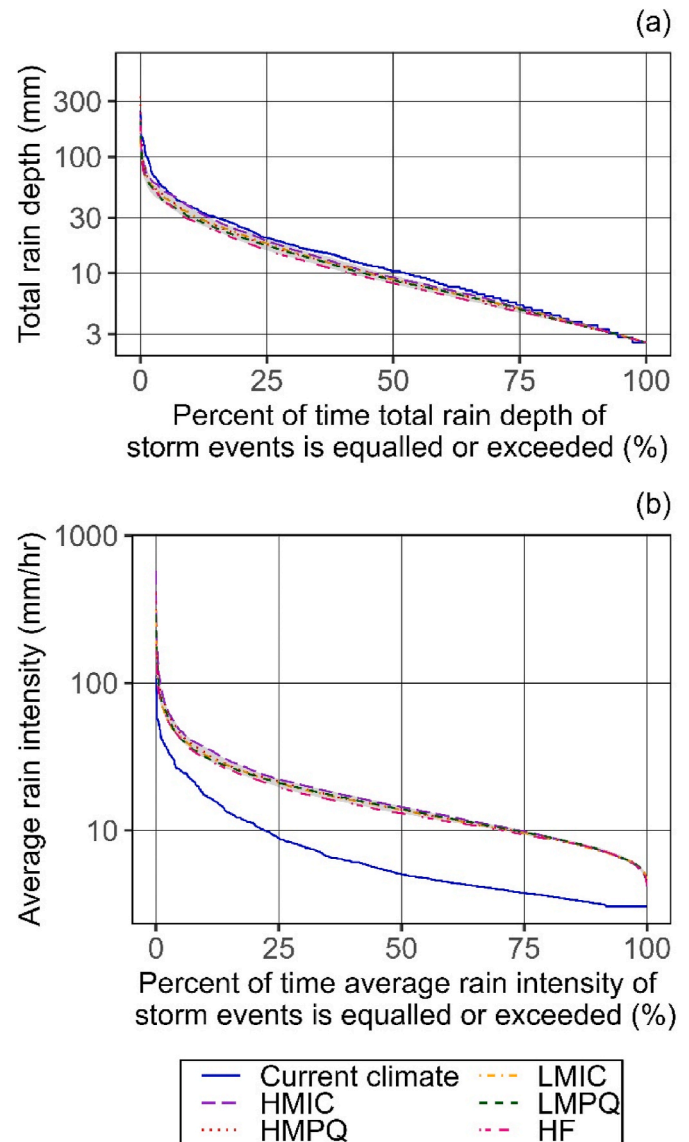 (a)
Total rain depth (mm)
300
100
30
10
3
0 25 50 75 100
Percent of time total rain depth of
storm events is equalled or exceeded (%)
(b)
Average rain intensity (mm/hr)
1000
100
10
0 25 50 75 100
Percent of time average rain intensity of
storm events is equalled or exceeded (%)
Current climate LMIC
HMIC LMPQ
HMPQ HF